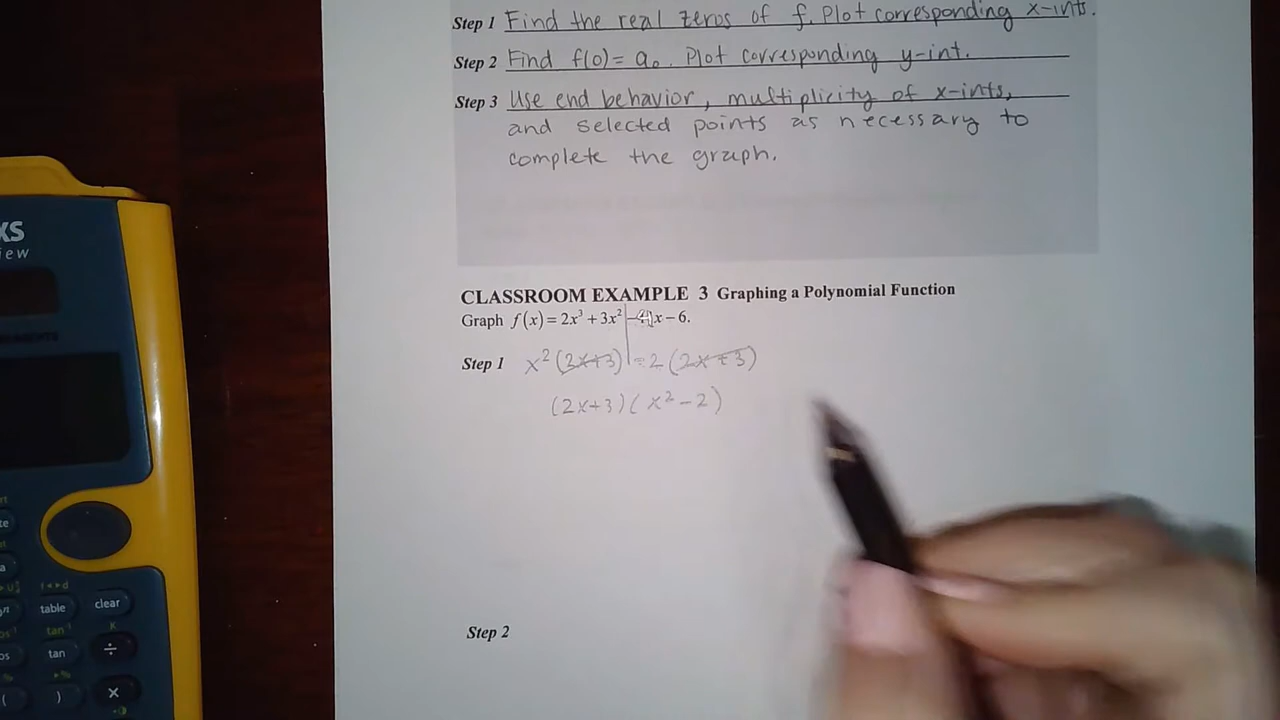 Step 1 Find the real zeros of f. Plot corresponding x-ints.
Step 2 Find f(0) = a₀. Plot corresponding y-int.
Step 3 Use end behavior, multiplicity of x-ints,
and selected points as necessary to
complete the graph.
CLASSROOM EXAMPLE 3 Graphing a Polynomial Function
Graph f(x) = 2x³ + 3x² − 4x − 6.
Step 1 x² (2x+3) − 2 (2x+3)
(2x+3)(x² − 2)
Step 2
XS
iew
table
clear
tan
tan
÷
×
(
)
K